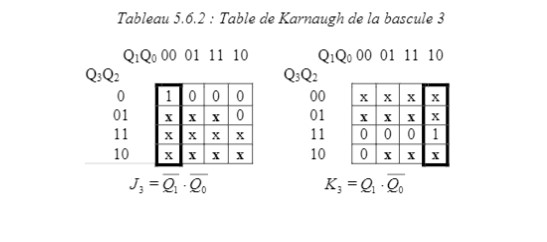 Tableau 5.6.2 : Table de Karnaugh de la bascule 3
Q₁Q₀ 00 01 11 10
Q₃Q₂
0 1 0 0 0
01 x x x 0
11 x x x x
10 x x x x
J₃ = Q̅₁ · Q̅₀
Q₁Q₀ 00 01 11 10
Q₃Q₂
00 x x x x
01 x x x x
11 0 0 0 1
10 0 x x x
K₃ = Q₁ · Q̅₀